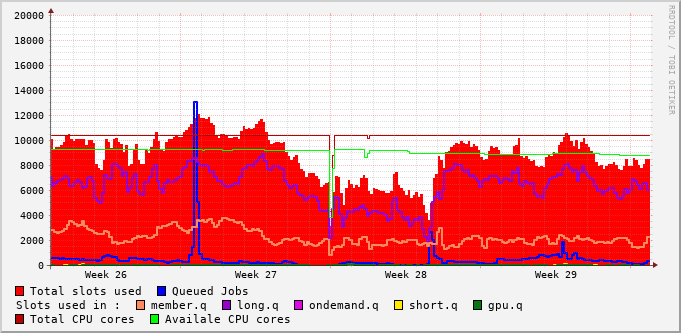 20000
18000
16000
14000
12000
10000
8000
6000
4000
2000
0
Week 26 Week 27 Week 28 Week 29
Total slots used Queued Jobs
Slots used in : member.q long.q ondemand.q short.q gpu.q
Total CPU cores Availale CPU cores
RRDTOOL / TOBI OETIKER